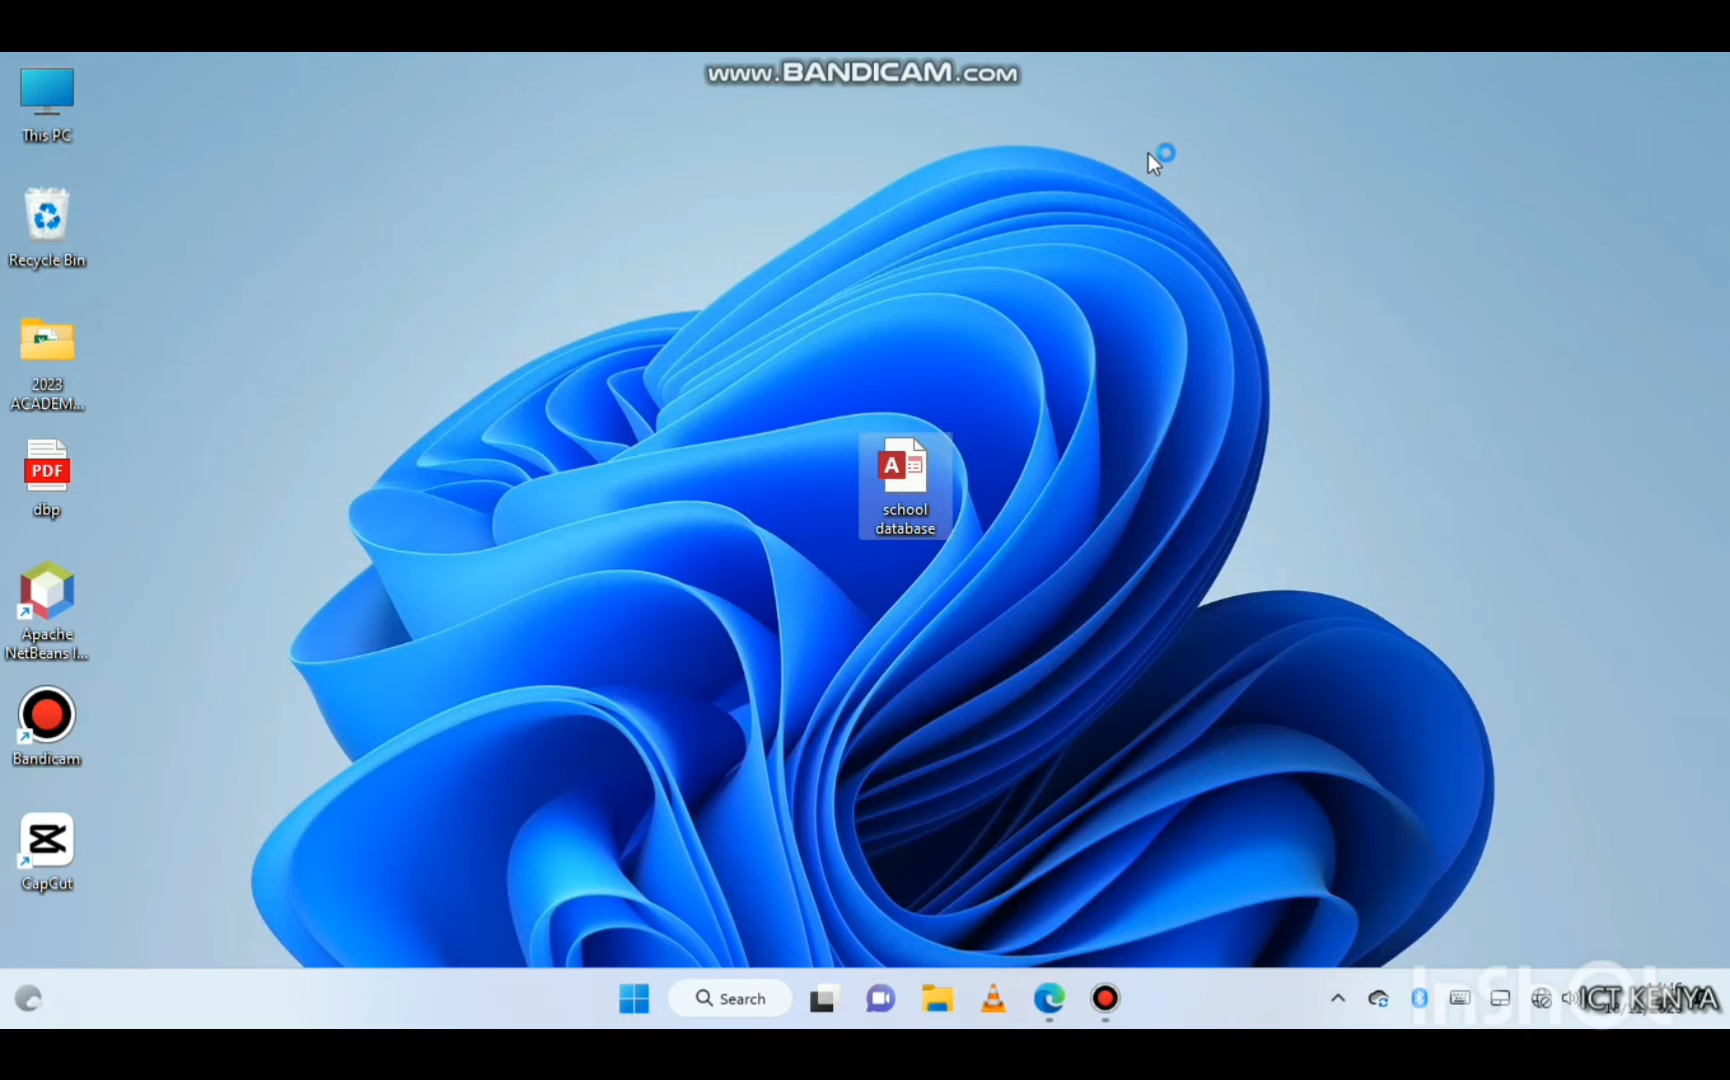 www.BANDICAM.com
This PC
Recycle Bin
2023
ACADEM...
PDF
dbp
Apache
NetBeans I...
Bandicam
CapCut
A
school
database
Search
InShOt
ICT KENYA